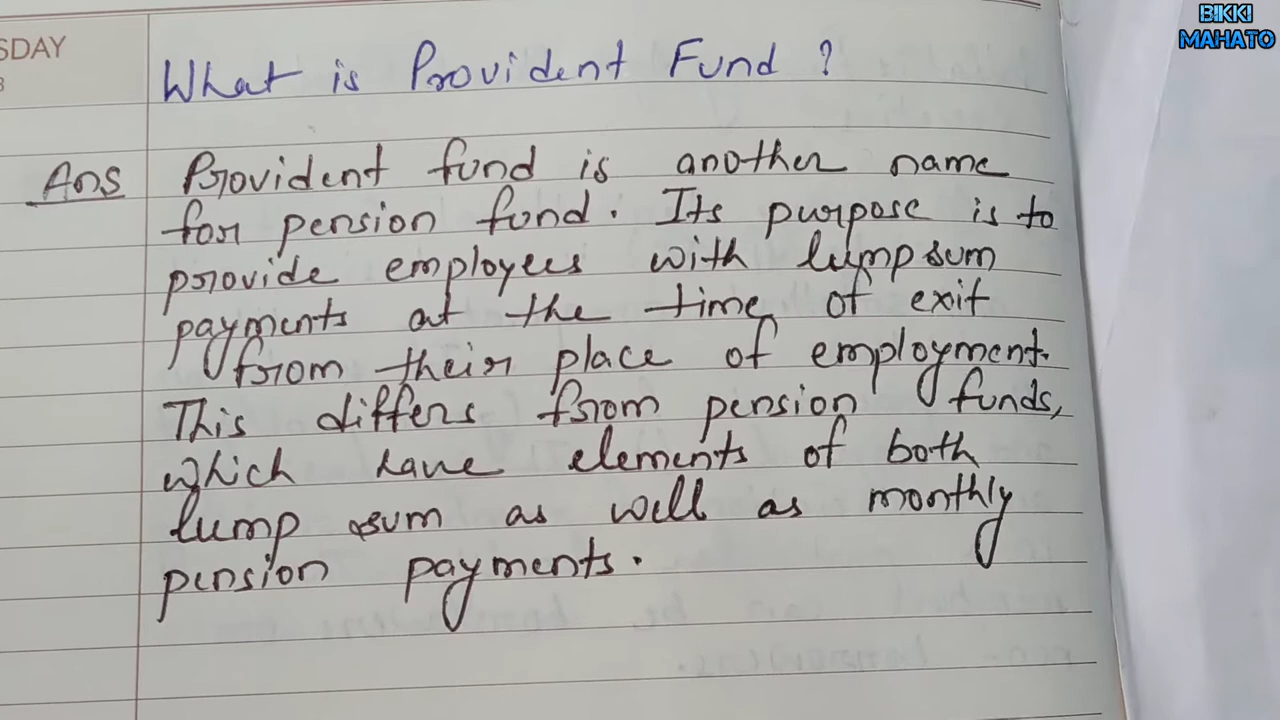 SDAY
BIKKI
MAHATO
What is Provident Fund ?
Ans Provident fund is another name
for pension fund. Its purpose is to
provide employees with lump sum
payments at the time of exit
from their place of employment.
This differs from pension funds,
which have elements of both
lump sum as well as monthly
pension payments.